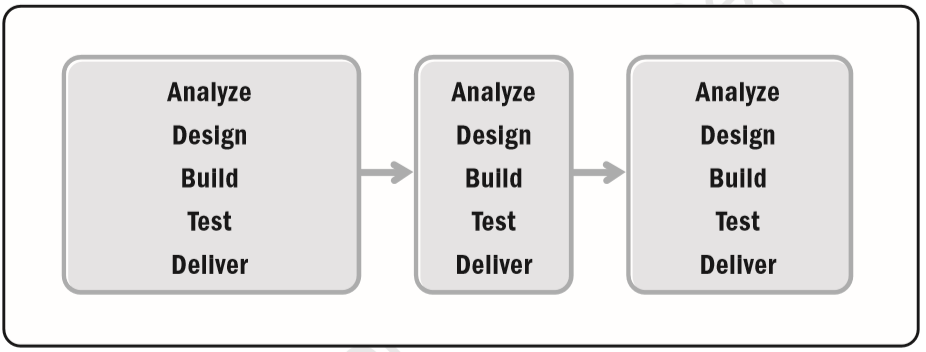 Analyze
Design
Build
Test
Deliver
Analyze
Design
Build
Test
Deliver
Analyze
Design
Build
Test
Deliver